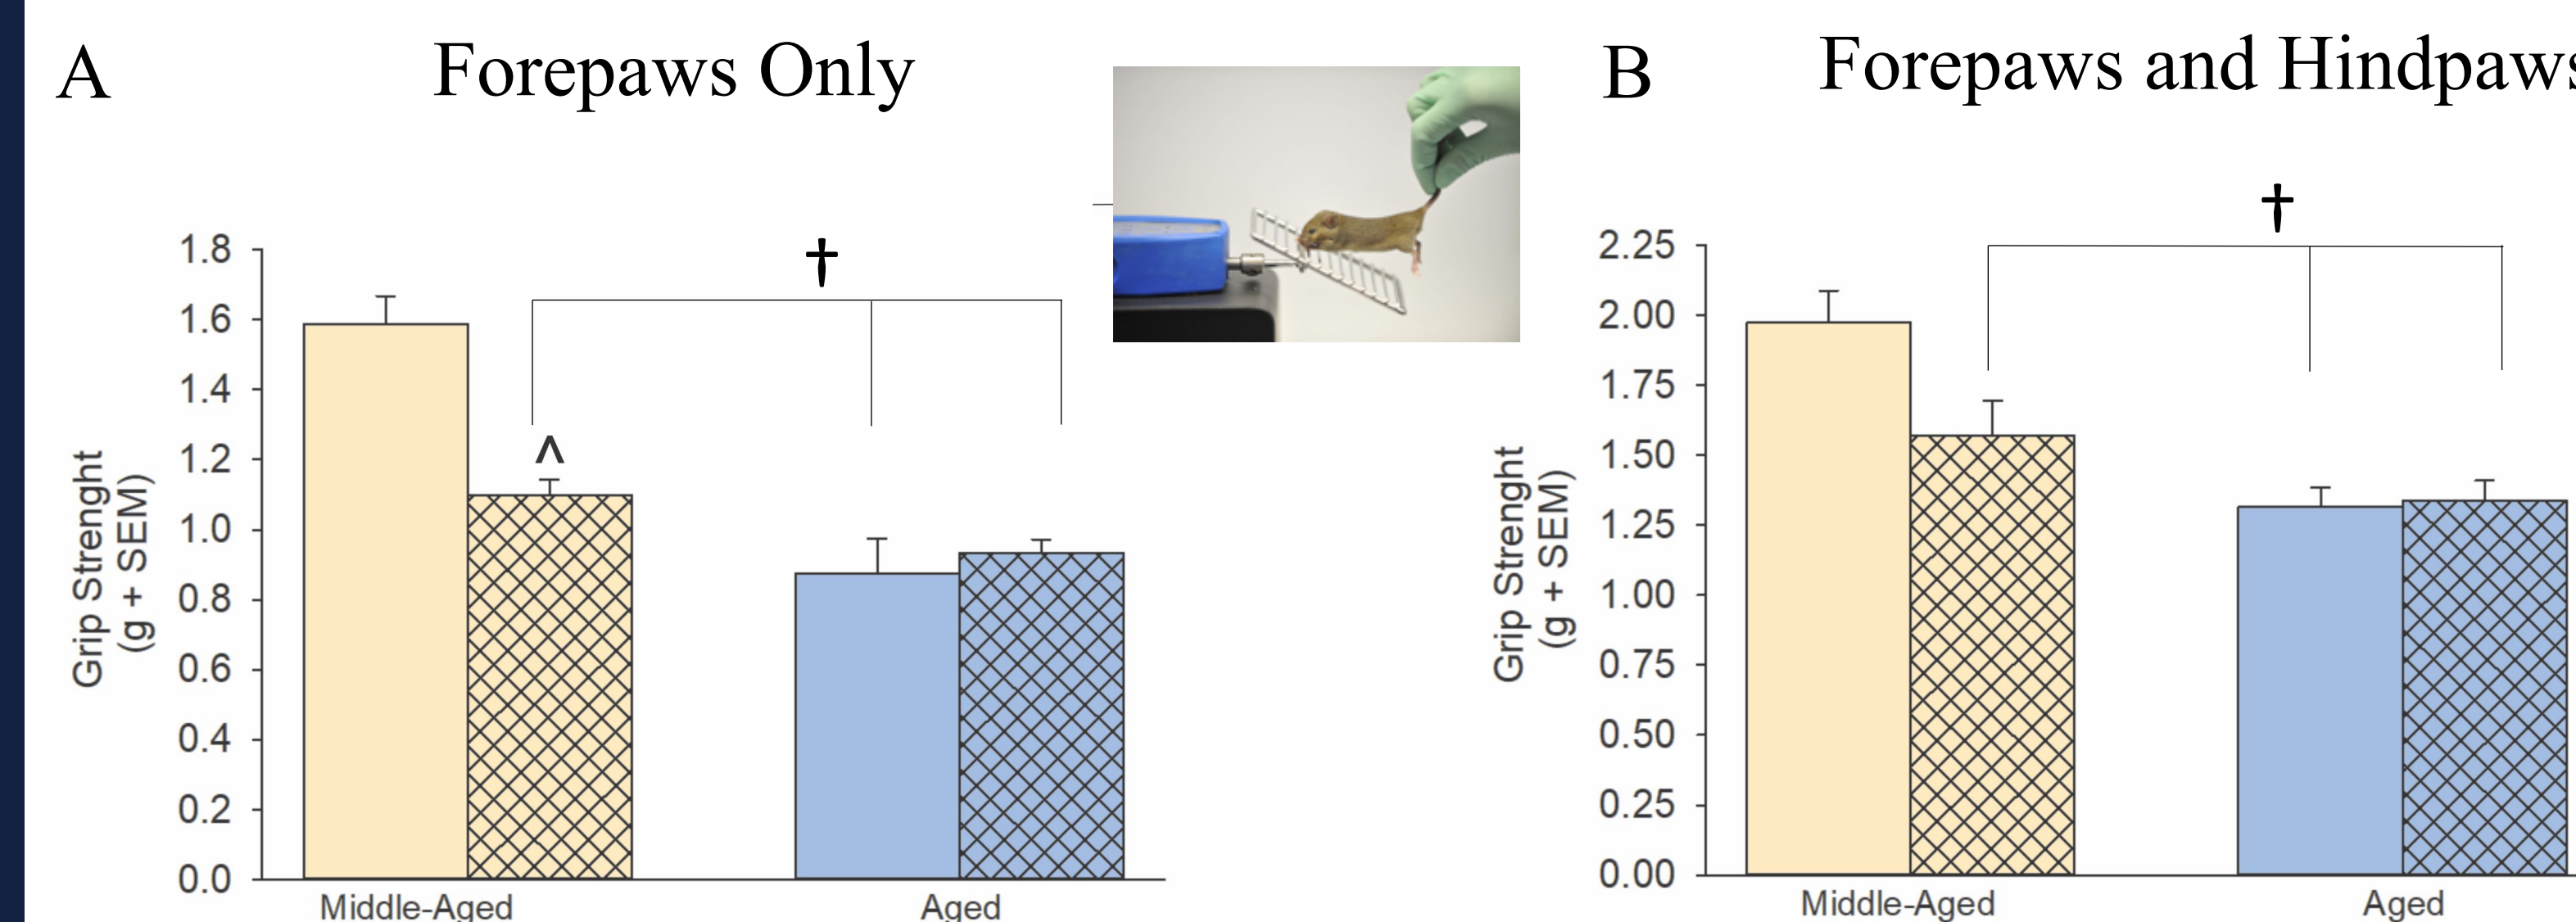 A
Forepaws Only
†
1.8
1.6
1.4
1.2
1.0
0.8
0.6
0.4
0.2
0.0
Grip Strenght
(g + SEM)
^
Middle-Aged
Aged
B
Forepaws and Hindpaws
†
2.25
2.00
1.75
1.50
1.25
1.00
0.75
0.50
0.25
0.00
Grip Strenght
(g + SEM)
Middle-Aged
Aged